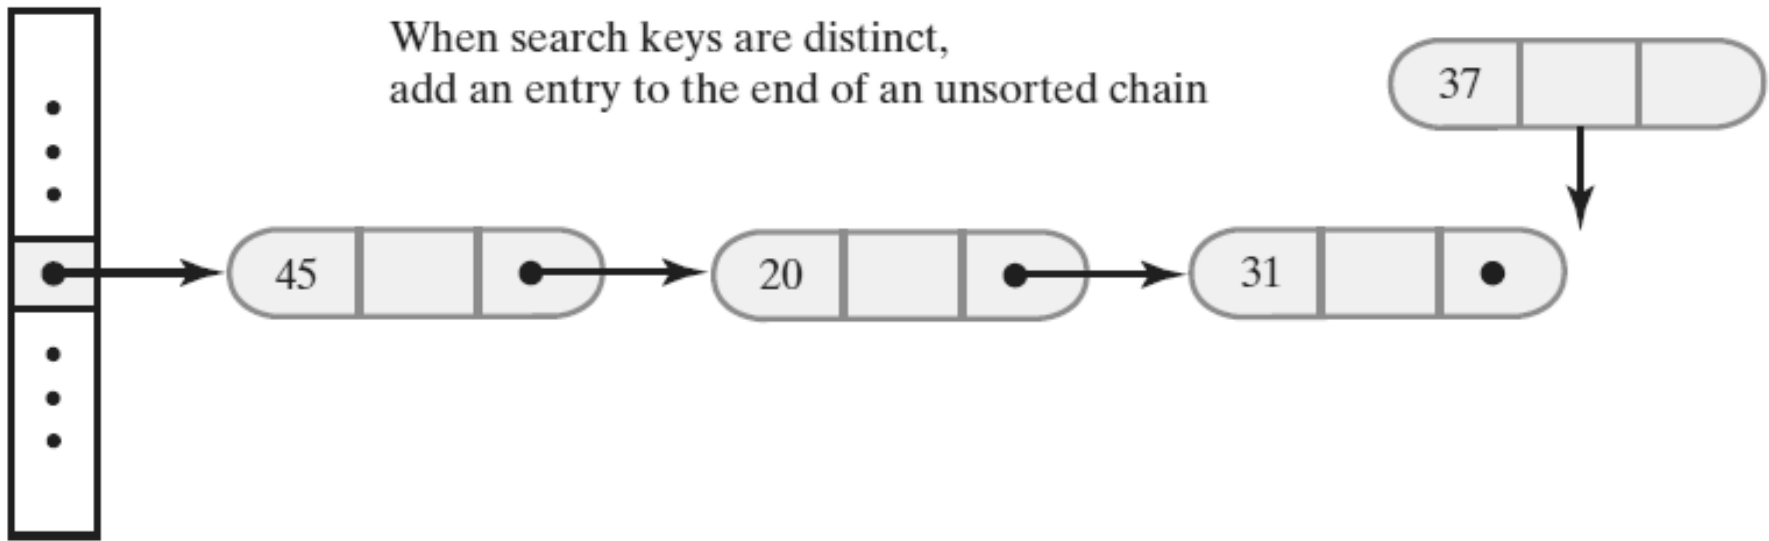 When search keys are distinct,
add an entry to the end of an unsorted chain
37
45
20
31